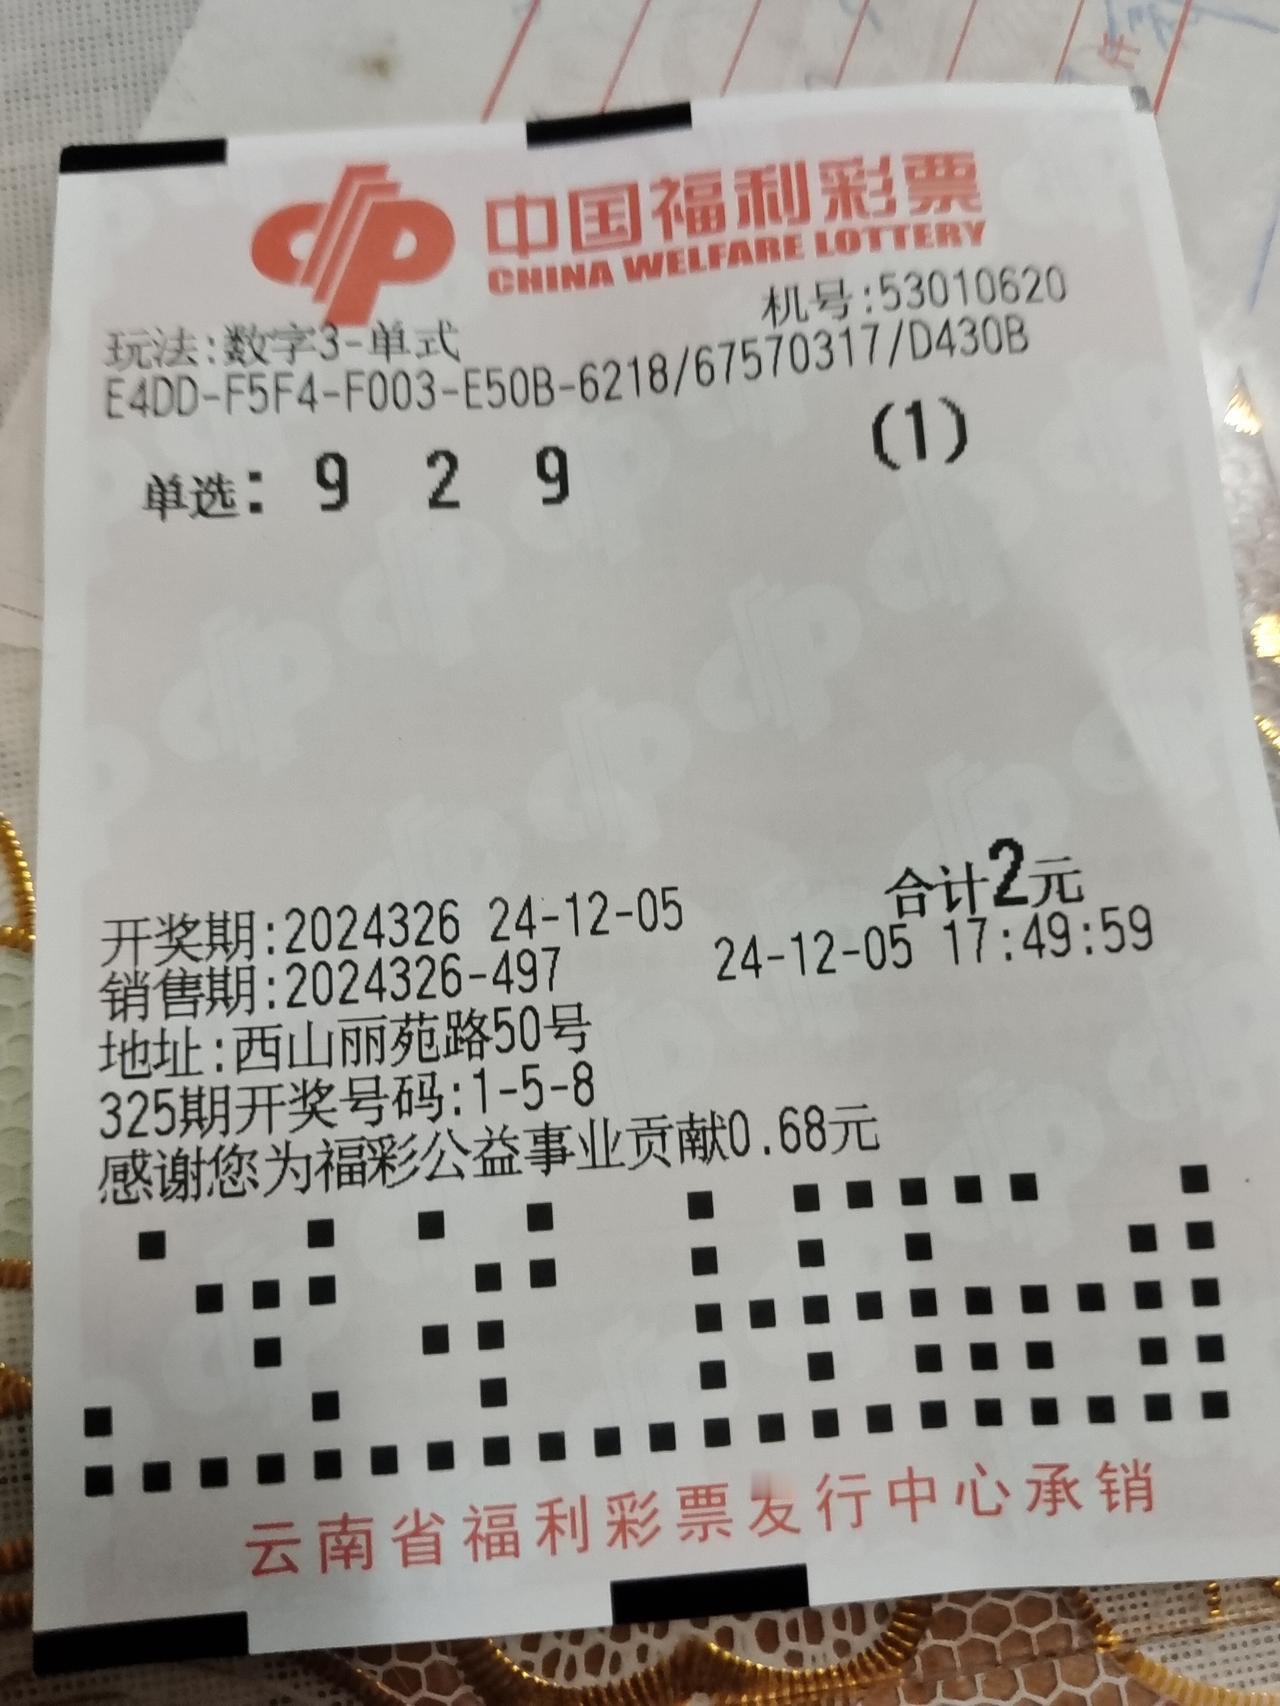 中国福利彩票
CHINA WELFARE LOTTERY
机号:53010620
玩法:数字3-单式
E4DD-F5F4-F003-E50B-6218/67570317/D430B
(1)
单选: 9 2 9
合计2元
开奖期:2024326 24-12-05
销售期:2024326-497 24-12-05 17:49:59
地址:西山丽苑路50号
325期开奖号码:1-5-8
感谢您为福彩公益事业贡献0.68元
云南省福利彩票发行中心承销
件